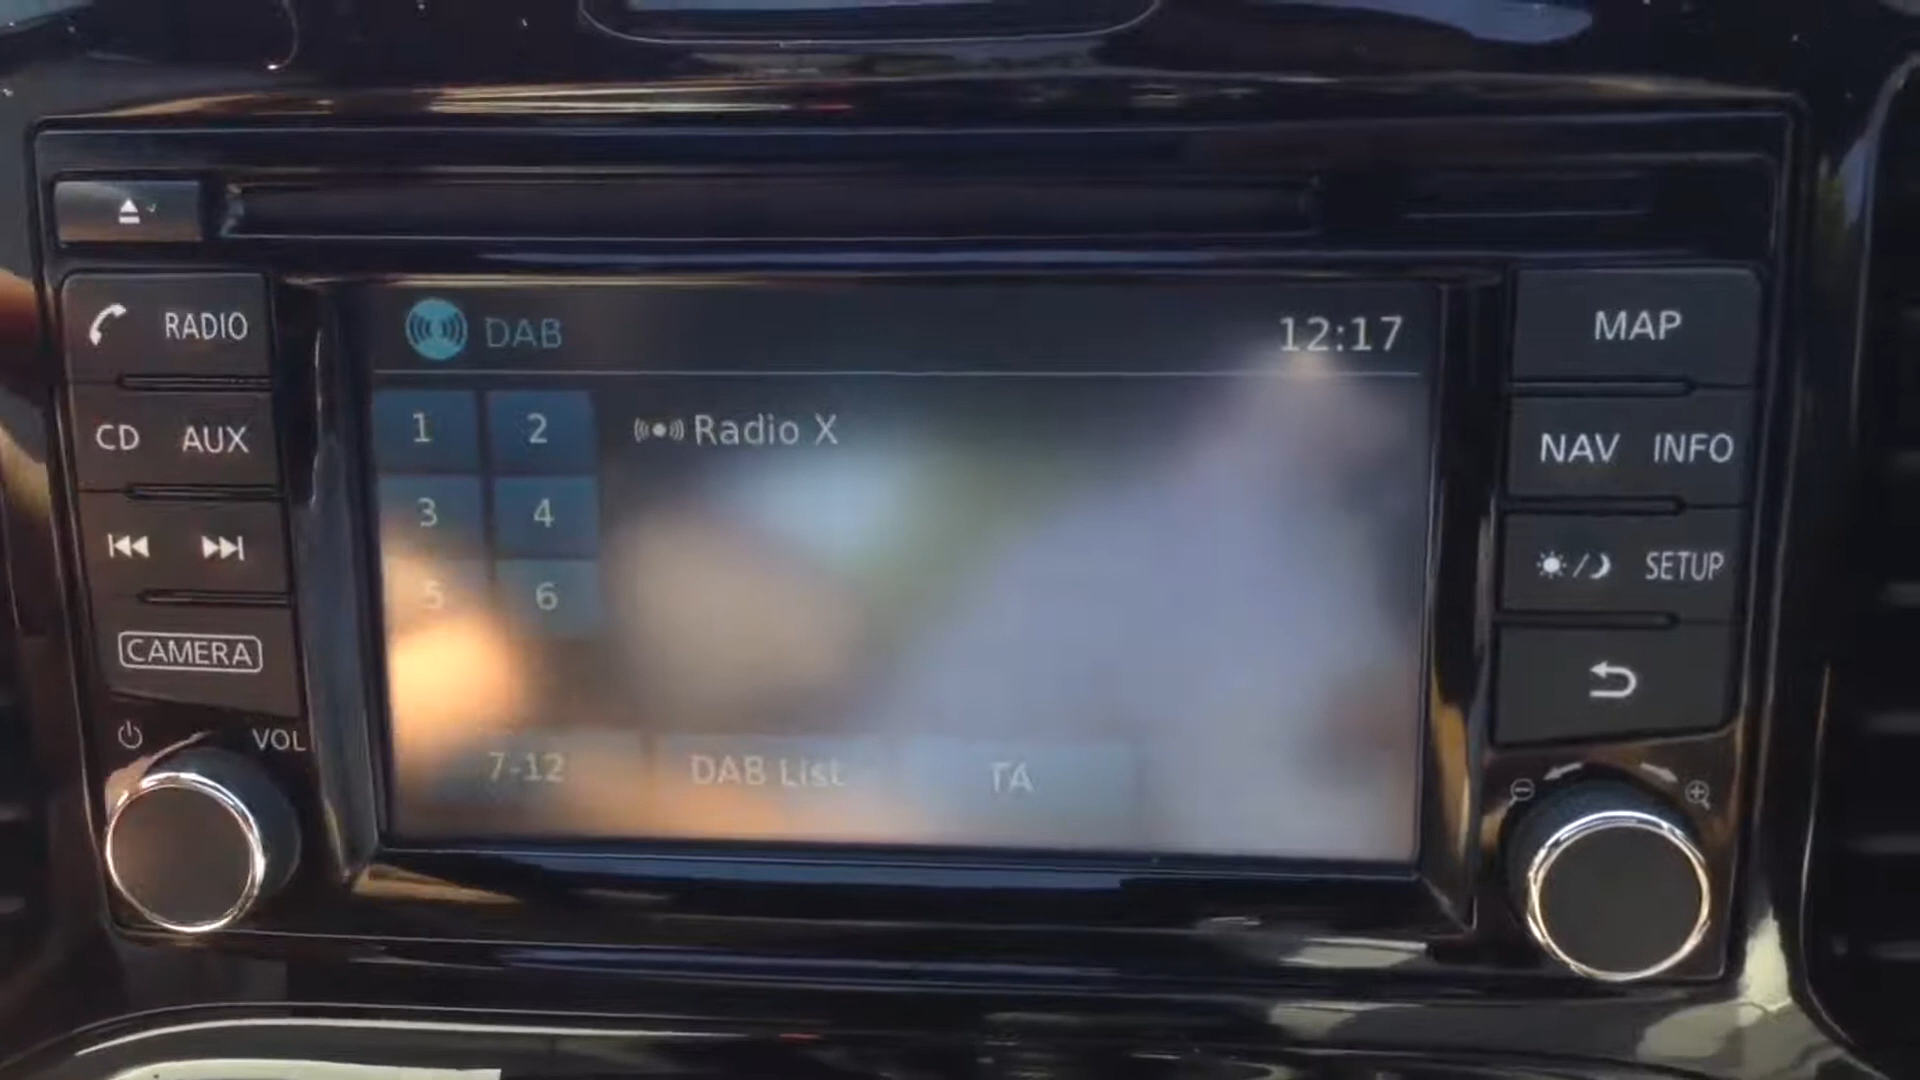 DAB 12:17
RADIO
MAP
1 2
Radio X
CD AUX
NAV INFO
3 4
5 6
SETUP
CAMERA
VOL
7-12 DAB List TA